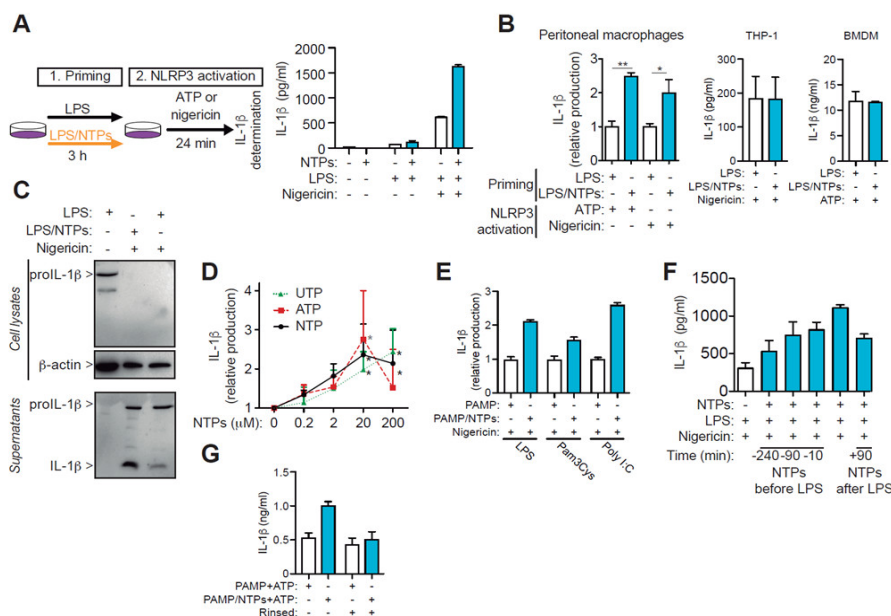 A
1. Priming
2. NLRP3 activation
LPS
LPS/NTPs
3 h
ATP or
nigericin
24 min
IL-1β
determination
IL-1β (pg/ml)
2000
1500
1000
500
0
NTPs: - + - + - +
LPS: - - + + + +
Nigericin: - - - - + +
B
Peritoneal macrophages
IL-1β
(relative production)
3
2
1
0
** *
LPS: + - + -
Priming
LPS/NTPs: - + - +
NLRP3
activation
ATP: + + - -
Nigericin: - - + +
THP-1
IL-1β (pg/ml)
300
200
100
0
LPS: + -
LPS/NTPs: - +
Nigericin: + +
BMDM
IL-1β (ng/ml)
20
15
10
5
0
LPS: + -
LPS/NTPs: - +
ATP: + +
C
LPS: + - +
LPS/NTPs: - + -
Nigericin: - + +
Cell lysates
proIL-1β >
β-actin >
Supernatants
proIL-1β >
IL-1β >
D
IL-1β
(relative production)
4
3
2
1
UTP
ATP
NTP
* * * * *
NTPs (μM): 0 0.2 2 20 200
E
IL-1β
(relative production)
3
2
1
0
PAMP: + - + - + -
PAMP/NTPs: - + - + - +
Nigericin: + + + + + +
LPS
Pam3Cys
Poly I:C
F
IL-1β (pg/ml)
1500
1000
500
0
NTPs: - + + + + +
LPS: + + + + + +
Nigericin: + + + + + +
Time (min): -240 -90 -10 +90
NTPs
before LPS
NTPs
after LPS
G
IL-1β (ng/ml)
1.5
1.0
0.5
0.0
PAMP+ATP: + - + -
PAMP/NTPs+ATP: - + - +
Rinsed: - - + +